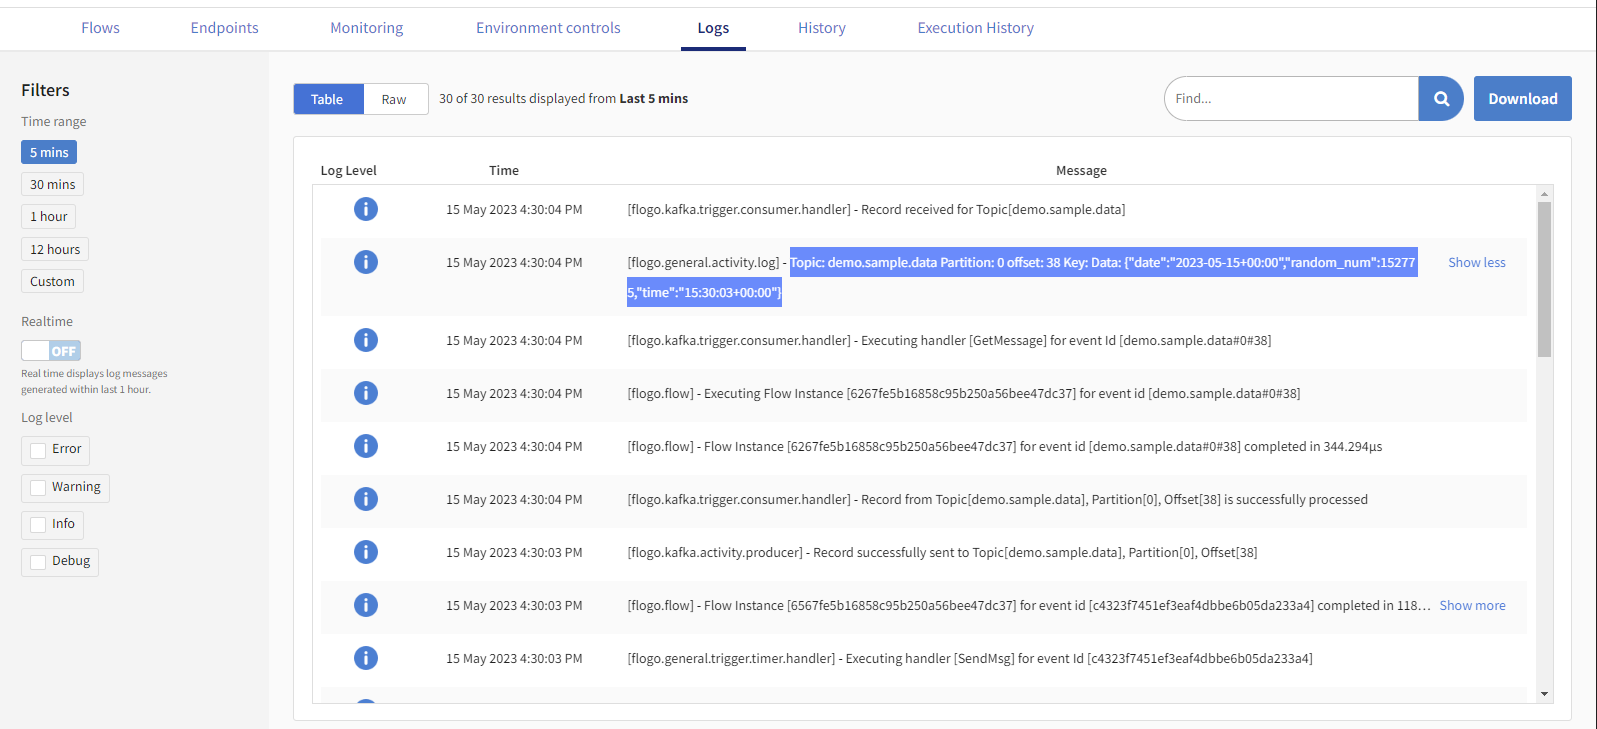 Flows Endpoints Monitoring Environment controls Logs History Execution History
Filters
Time range
5 mins
30 mins
1 hour
12 hours
Custom
Realtime
OFF
Real time displays log messages
generated within last 1 hour.
Log level
Error
Warning
Info
Debug
Table Raw 30 of 30 results displayed from Last 5 mins
Find... Download
Log Level Time Message
15 May 2023 4:30:04 PM [flogo.kafka.trigger.consumer.handler] - Record received for Topic[demo.sample.data]
15 May 2023 4:30:04 PM [flogo.general.activity.log] - Topic: demo.sample.data Partition: 0 offset: 38 Key: Data: {"date":"2023-05-15+00:00","random_num":15277 Show less
5,"time":"15:30:03+00:00"}
15 May 2023 4:30:04 PM [flogo.kafka.trigger.consumer.handler] - Executing handler [GetMessage] for event Id [demo.sample.data#0#38]
15 May 2023 4:30:04 PM [flogo.flow] - Executing Flow Instance [6267fe5b16858c95b250a56bee47dc37] for event id [demo.sample.data#0#38]
15 May 2023 4:30:04 PM [flogo.flow] - Flow Instance [6267fe5b16858c95b250a56bee47dc37] for event id [demo.sample.data#0#38] completed in 344.294µs
15 May 2023 4:30:04 PM [flogo.kafka.trigger.consumer.handler] - Record from Topic[demo.sample.data], Partition[0], Offset[38] is successfully processed
15 May 2023 4:30:03 PM [flogo.kafka.activity.producer] - Record successfully sent to Topic[demo.sample.data], Partition[0], Offset[38]
15 May 2023 4:30:03 PM [flogo.flow] - Flow Instance [6567fe5b16858c95b250a56bee47dc37] for event id [c4323f7451ef3eaf4dbbe6b05da233a4] completed in 118... Show more
15 May 2023 4:30:03 PM [flogo.general.trigger.timer.handler] - Executing handler [SendMsg] for event Id [c4323f7451ef3eaf4dbbe6b05da233a4]